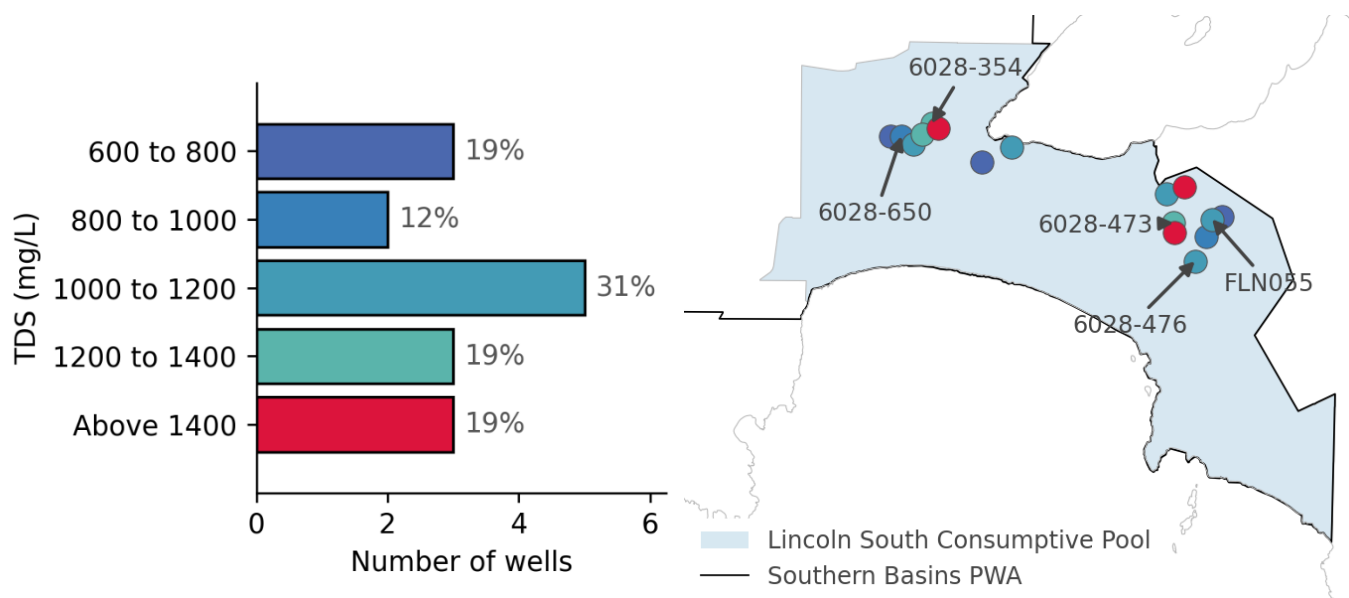 TDS (mg/L)
600 to 800
19%
800 to 1000
12%
1000 to 1200
31%
1200 to 1400
19%
Above 1400
19%
0
2
4
6
Number of wells
6028-354
6028-650
6028-473
FLN055
6028-476
Lincoln South Consumptive Pool
Southern Basins PWA